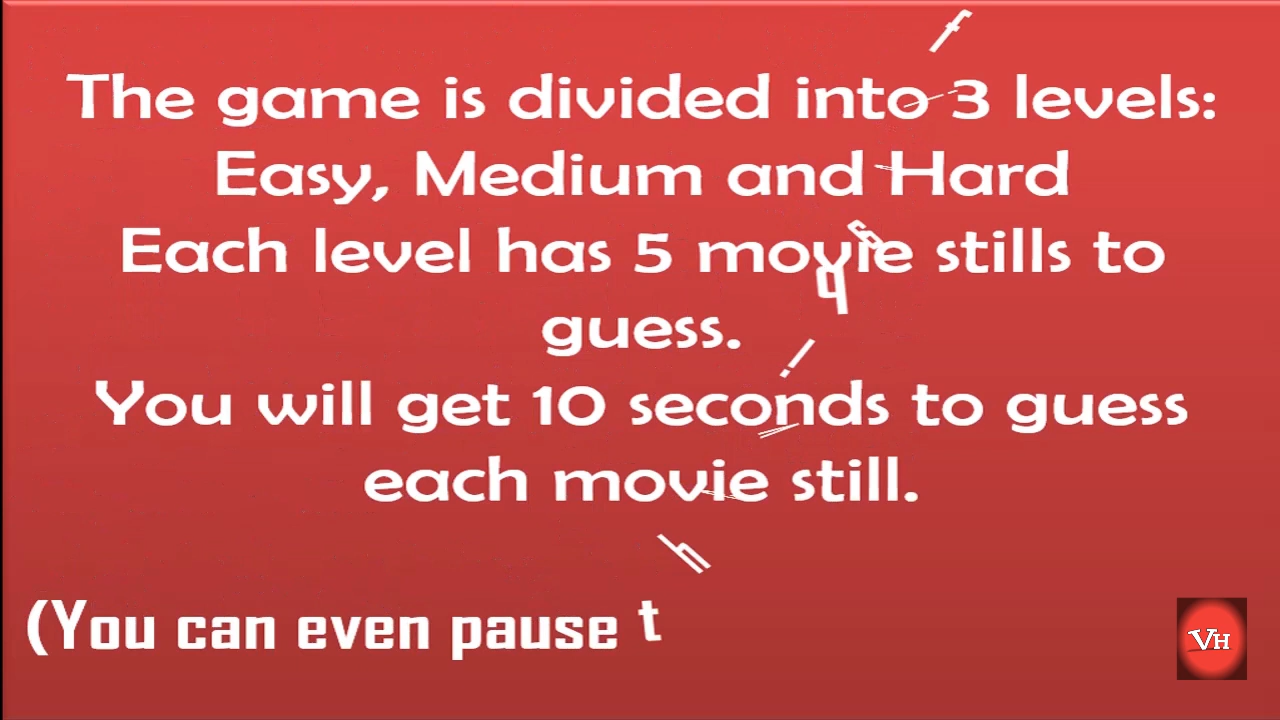 The game is divided into 3 levels:
Easy, Medium and Hard
Each level has 5 movie stills to
guess.
You will get 10 seconds to guess
each movie still.
(You can even pause t
VH